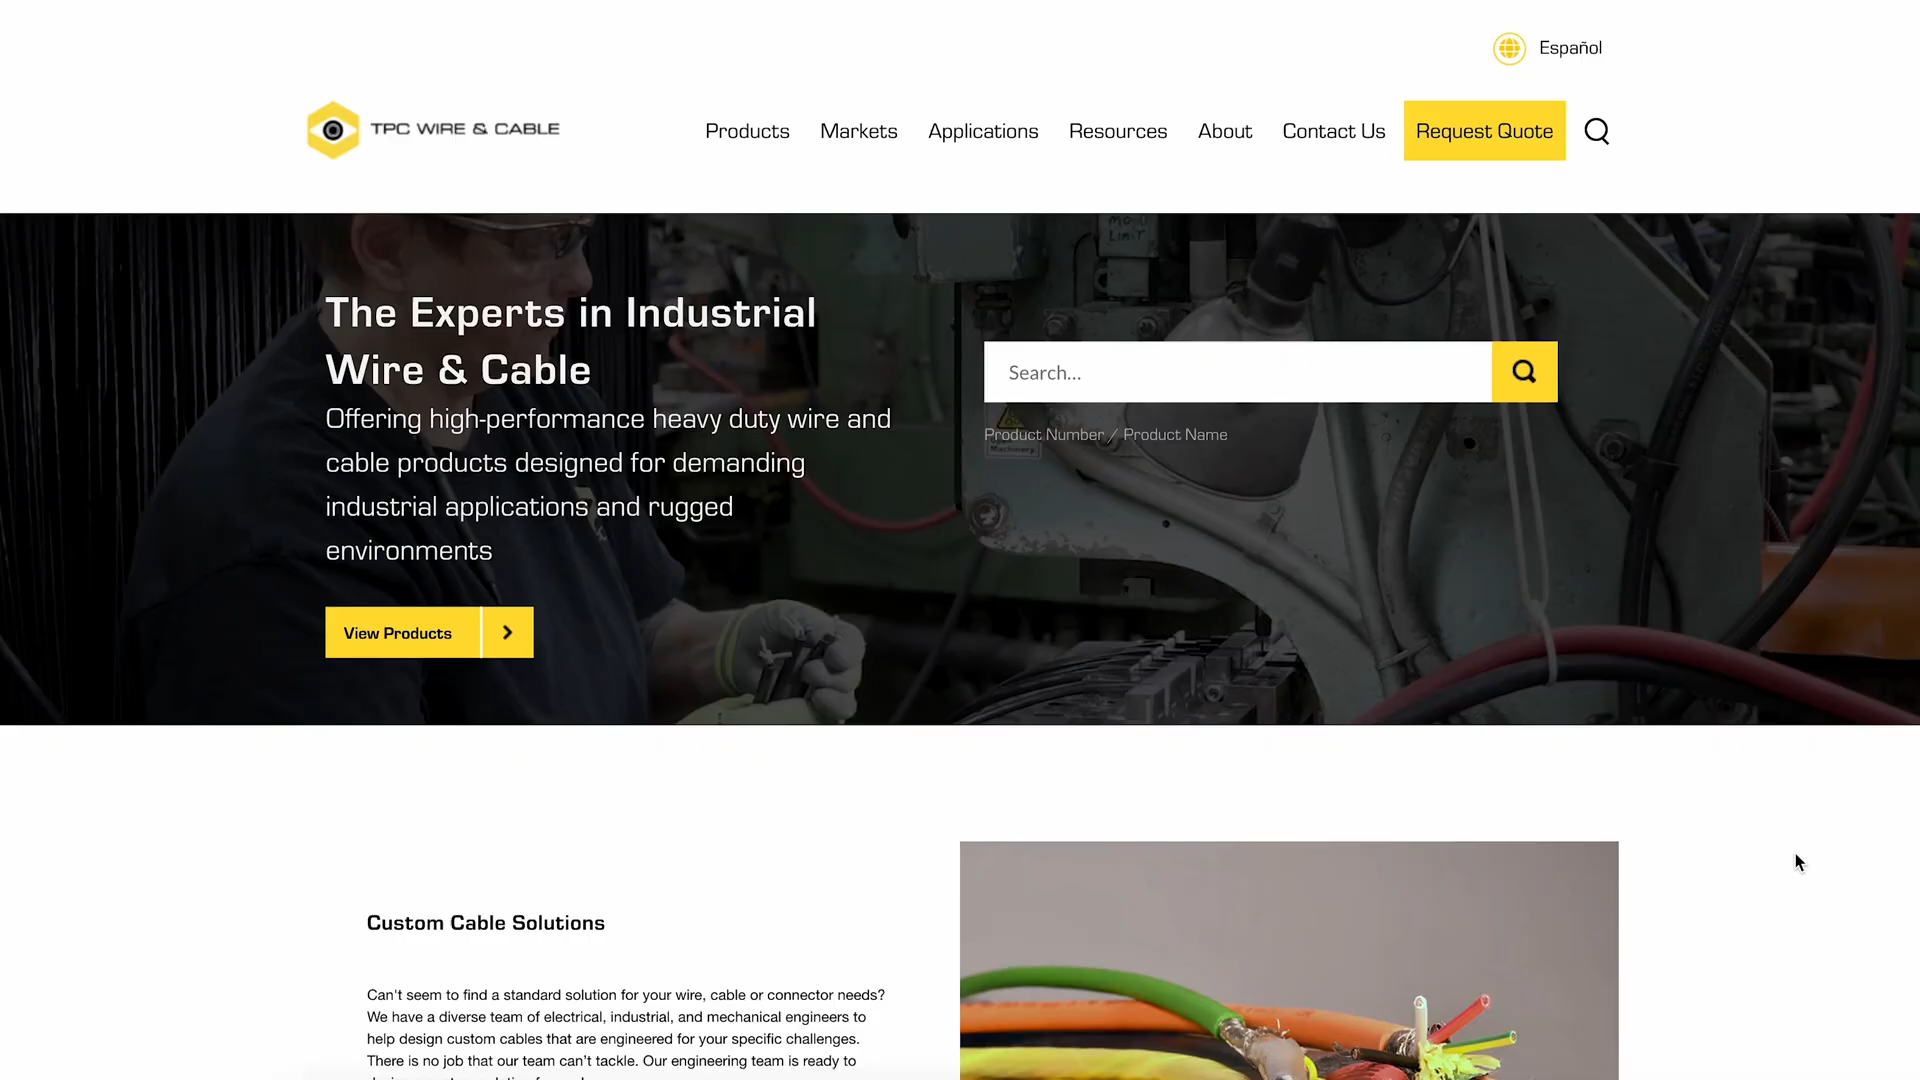 Español
TPC WIRE & CABLE
Products
Markets
Applications
Resources
About
Contact Us
Request Quote
The Experts in Industrial
Wire & Cable
Offering high-performance heavy duty wire and
cable products designed for demanding
industrial applications and rugged
environments
View Products
Search...
Product Number / Product Name
Custom Cable Solutions
Can't seem to find a standard solution for your wire, cable or connector needs?
We have a diverse team of electrical, industrial, and mechanical engineers to
help design custom cables that are engineered for your specific challenges.
There is no job that our team can’t tackle. Our engineering team is ready to